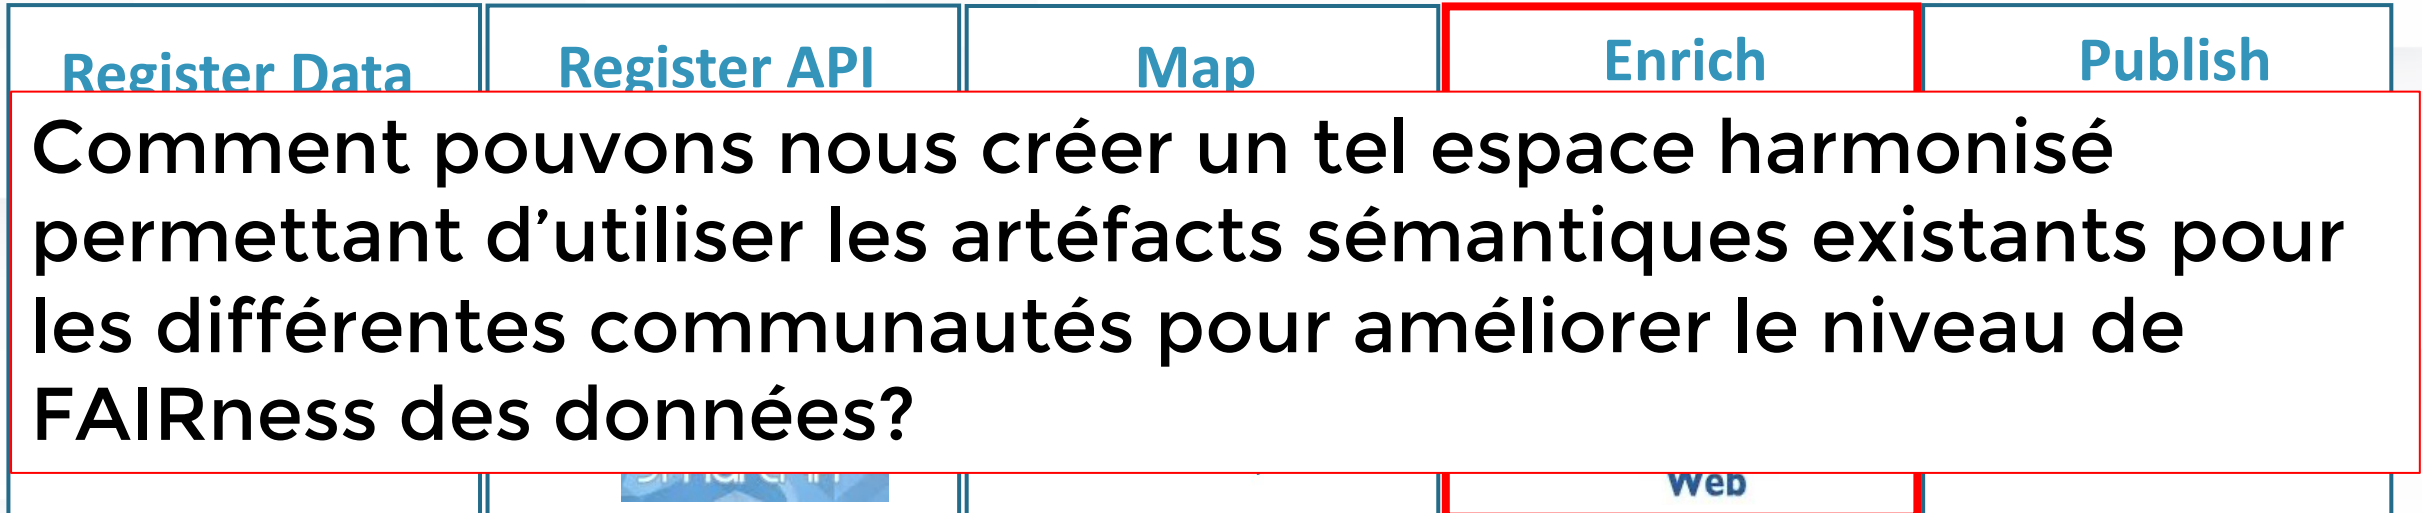 Register Data
Register API
Map
Enrich
Publish
Comment pouvons nous créer un tel espace harmonisé
permettant d’utiliser les artéfacts sémantiques existants pour
les différentes communautés pour améliorer le niveau de
FAIRness des données?
Web